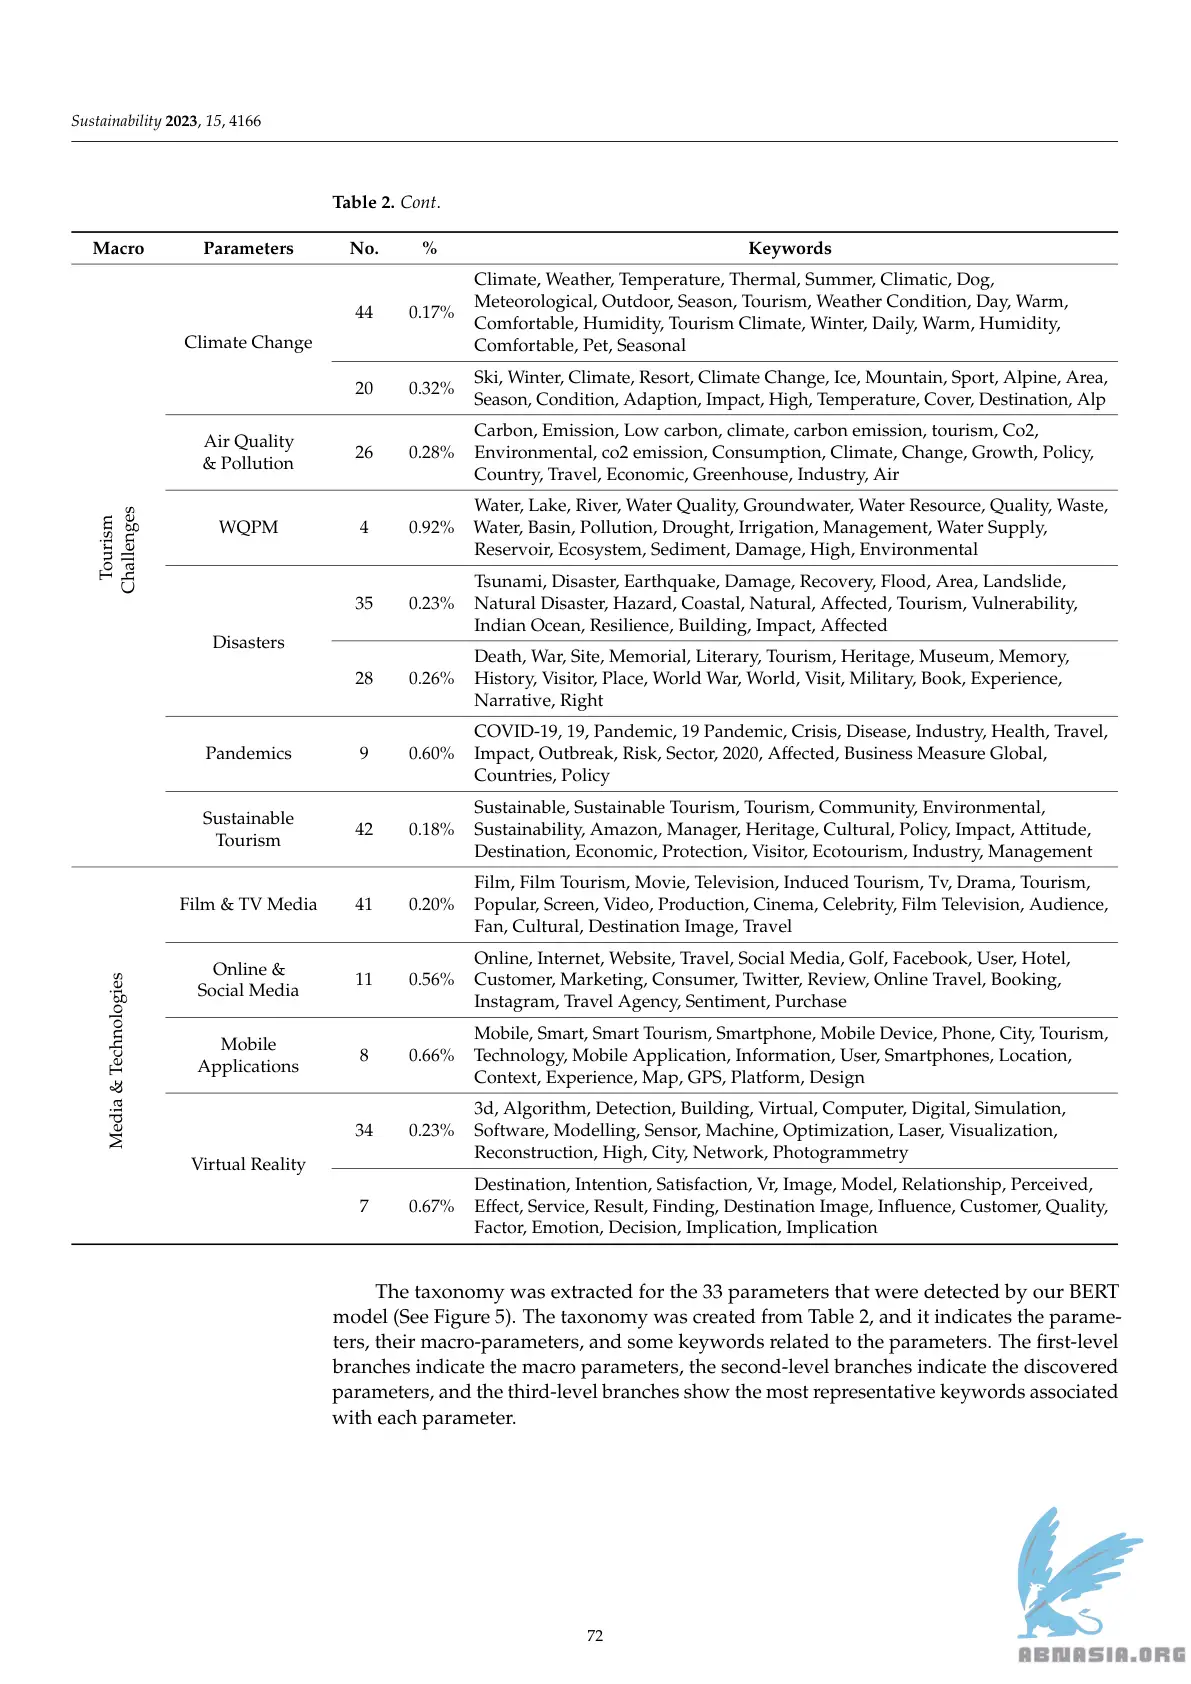 Sustainability 2023, 15, 4166
Table 2. Cont.
Macro Parameters No. % Keywords
Tourism
Challenges
Climate Change
44 0.17%
Climate, Weather, Temperature, Thermal, Summer, Climatic, Dog,
Meteorological, Outdoor, Season, Tourism, Weather Condition, Day, Warm,
Comfortable, Humidity, Tourism Climate, Winter, Daily, Warm, Humidity,
Comfortable, Pet, Seasonal
20 0.32%
Ski, Winter, Climate, Resort, Climate Change, Ice, Mountain, Sport, Alpine, Area,
Season, Condition, Adaption, Impact, High, Temperature, Cover, Destination, Alp
Air Quality
& Pollution
26 0.28%
Carbon, Emission, Low carbon, climate, carbon emission, tourism, Co2,
Environmental, co2 emission, Consumption, Climate, Change, Growth, Policy,
Country, Travel, Economic, Greenhouse, Industry, Air
WQPM
4 0.92%
Water, Lake, River, Water Quality, Groundwater, Water Resource, Quality, Waste,
Water, Basin, Pollution, Drought, Irrigation, Management, Water Supply,
Reservoir, Ecosystem, Sediment, Damage, High, Environmental
Disasters
35 0.23%
Tsunami, Disaster, Earthquake, Damage, Recovery, Flood, Area, Landslide,
Natural Disaster, Hazard, Coastal, Natural, Affected, Tourism, Vulnerability,
Indian Ocean, Resilience, Building, Impact, Affected
28 0.26%
Death, War, Site, Memorial, Literary, Tourism, Heritage, Museum, Memory,
History, Visitor, Place, World War, World, Visit, Military, Book, Experience,
Narrative, Right
Pandemics
9 0.60%
COVID-19, 19, Pandemic, 19 Pandemic, Crisis, Disease, Industry, Health, Travel,
Impact, Outbreak, Risk, Sector, 2020, Affected, Business Measure Global,
Countries, Policy
Sustainable
Tourism
42 0.18%
Sustainable, Sustainable Tourism, Tourism, Community, Environmental,
Sustainability, Amazon, Manager, Heritage, Cultural, Policy, Impact, Attitude,
Destination, Economic, Protection, Visitor, Ecotourism, Industry, Management
Media & Technologies
Film & TV Media
41 0.20%
Film, Film Tourism, Movie, Television, Induced Tourism, Tv, Drama, Tourism,
Popular, Screen, Video, Production, Cinema, Celebrity, Film Television, Audience,
Fan, Cultural, Destination Image, Travel
Online &
Social Media
11 0.56%
Online, Internet, Website, Travel, Social Media, Golf, Facebook, User, Hotel,
Customer, Marketing, Consumer, Twitter, Review, Online Travel, Booking,
Instagram, Travel Agency, Sentiment, Purchase
Mobile
Applications
8 0.66%
Mobile, Smart, Smart Tourism, Smartphone, Mobile Device, Phone, City, Tourism,
Technology, Mobile Application, Information, User, Smartphones, Location,
Context, Experience, Map, GPS, Platform, Design
Virtual Reality
34 0.23%
3d, Algorithm, Detection, Building, Virtual, Computer, Digital, Simulation,
Software, Modelling, Sensor, Machine, Optimization, Laser, Visualization,
Reconstruction, High, City, Network, Photogrammetry
7 0.67%
Destination, Intention, Satisfaction, Vr, Image, Model, Relationship, Perceived,
Effect, Service, Result, Finding, Destination Image, Influence, Customer, Quality,
Factor, Emotion, Decision, Implication, Implication
The taxonomy was extracted for the 33 parameters that were detected by our BERT
model (See Figure 5). The taxonomy was created from Table 2, and it indicates the parame-
ters, their macro-parameters, and some keywords related to the parameters. The first-level
branches indicate the macro parameters, the second-level branches indicate the discovered
parameters, and the third-level branches show the most representative keywords associated
with each parameter.
72
ABNASIA.ORG